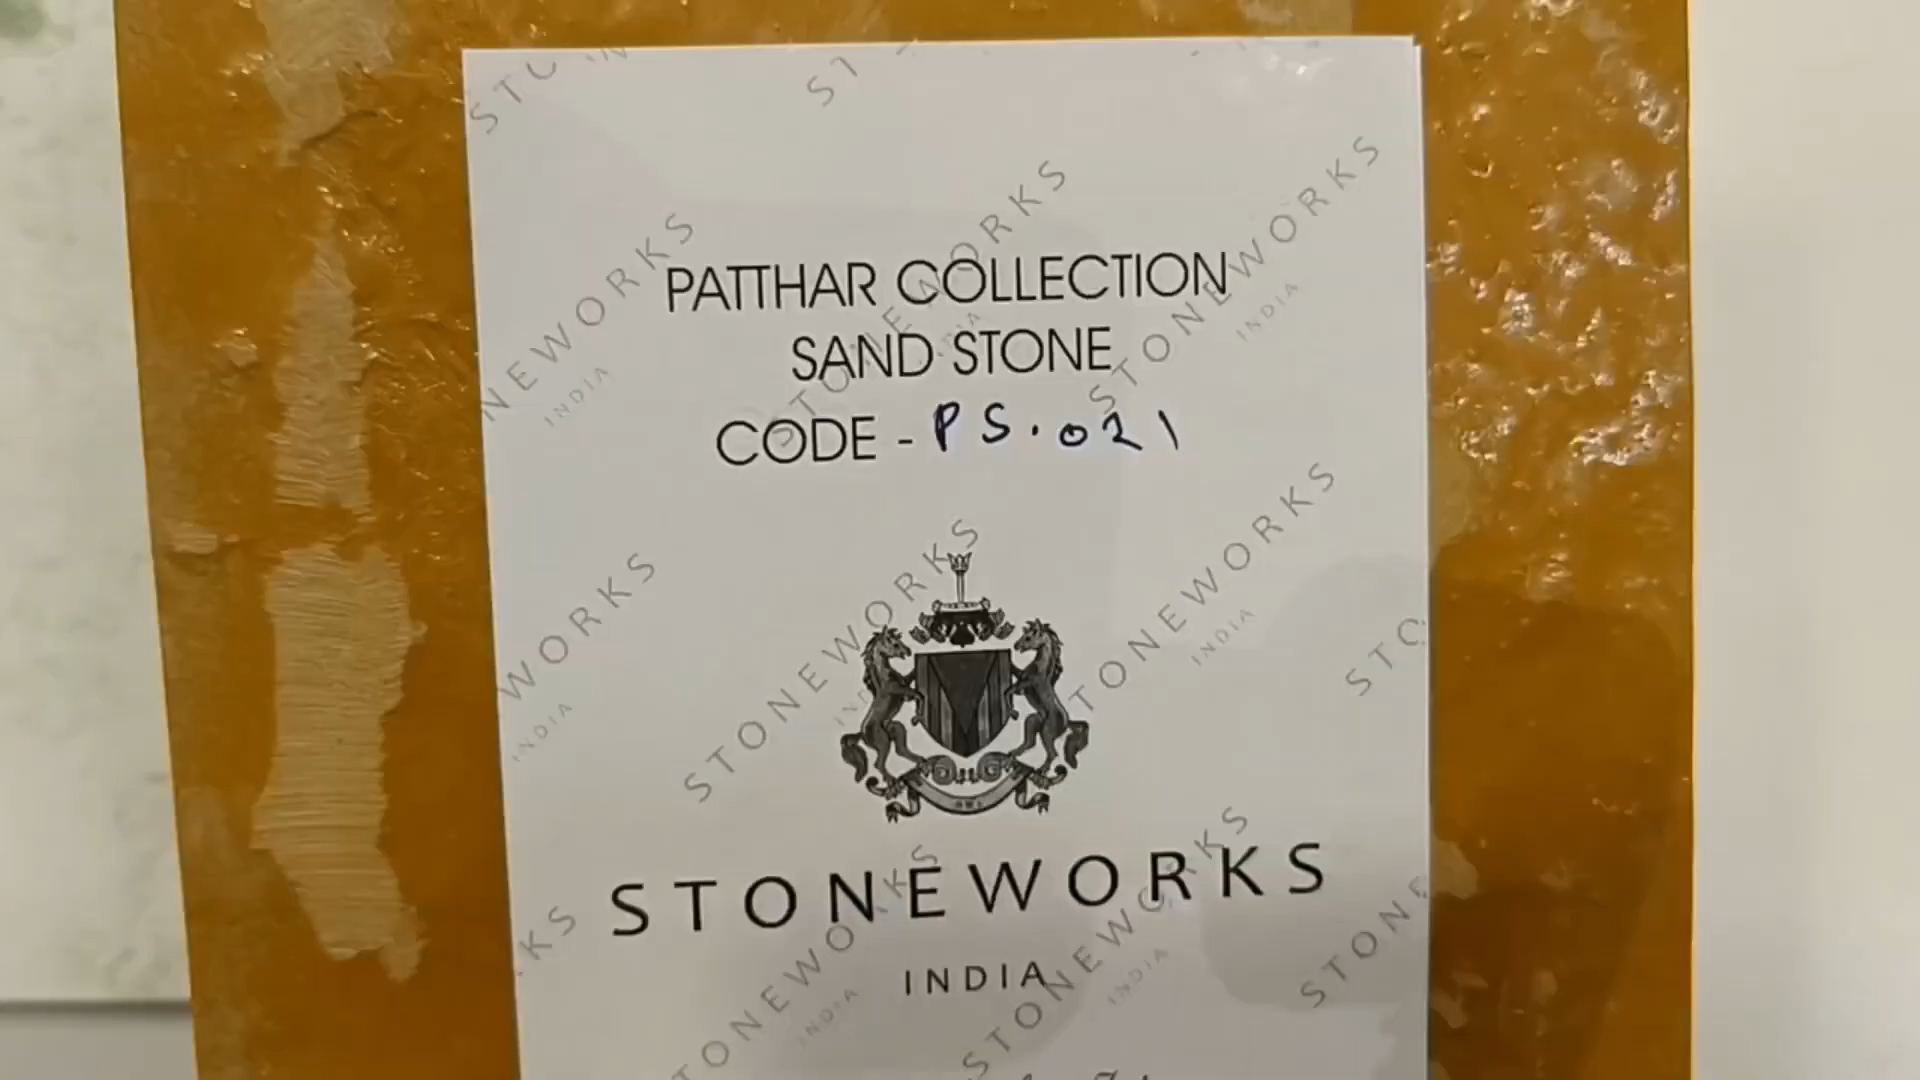 PATTHAR COLLECTION
SAND STONE
CODE - PS.021
STONEWORKS
INDIA